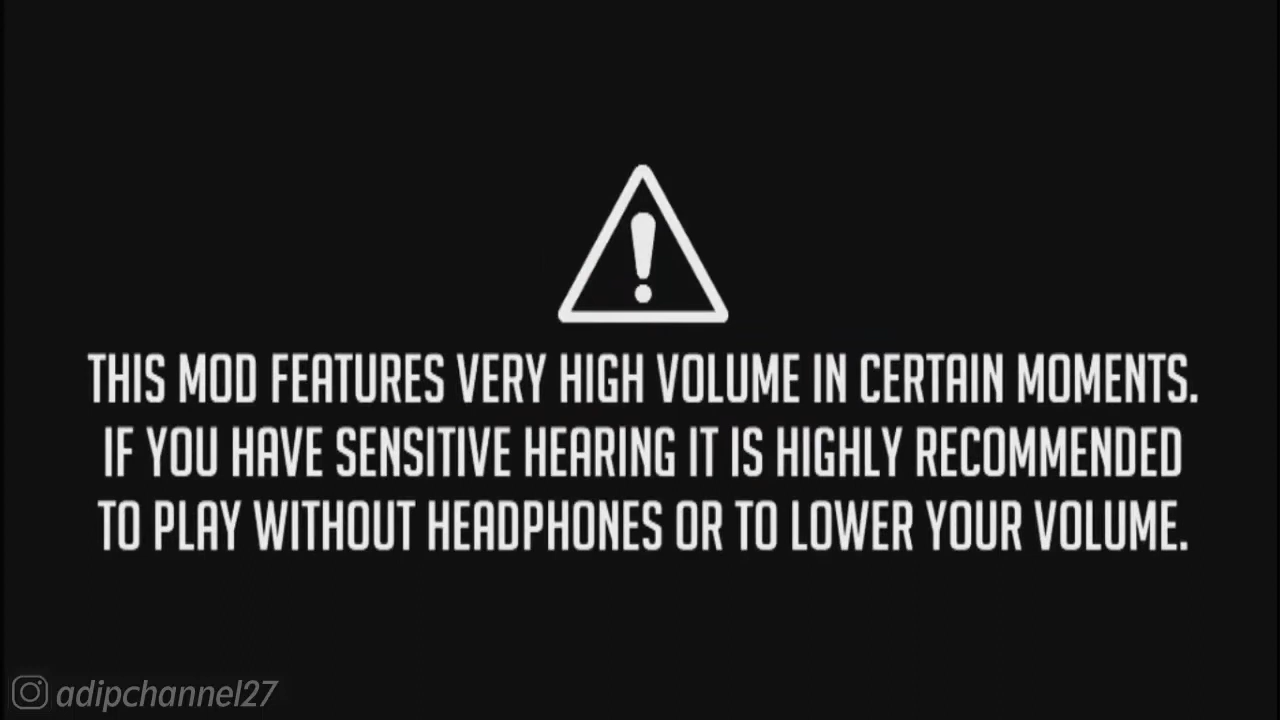 THIS MOD FEATURES VERY HIGH VOLUME IN CERTAIN MOMENTS.
IF YOU HAVE SENSITIVE HEARING IT IS HIGHLY RECOMMENDED
TO PLAY WITHOUT HEADPHONES OR TO LOWER YOUR VOLUME.
adipchannel27